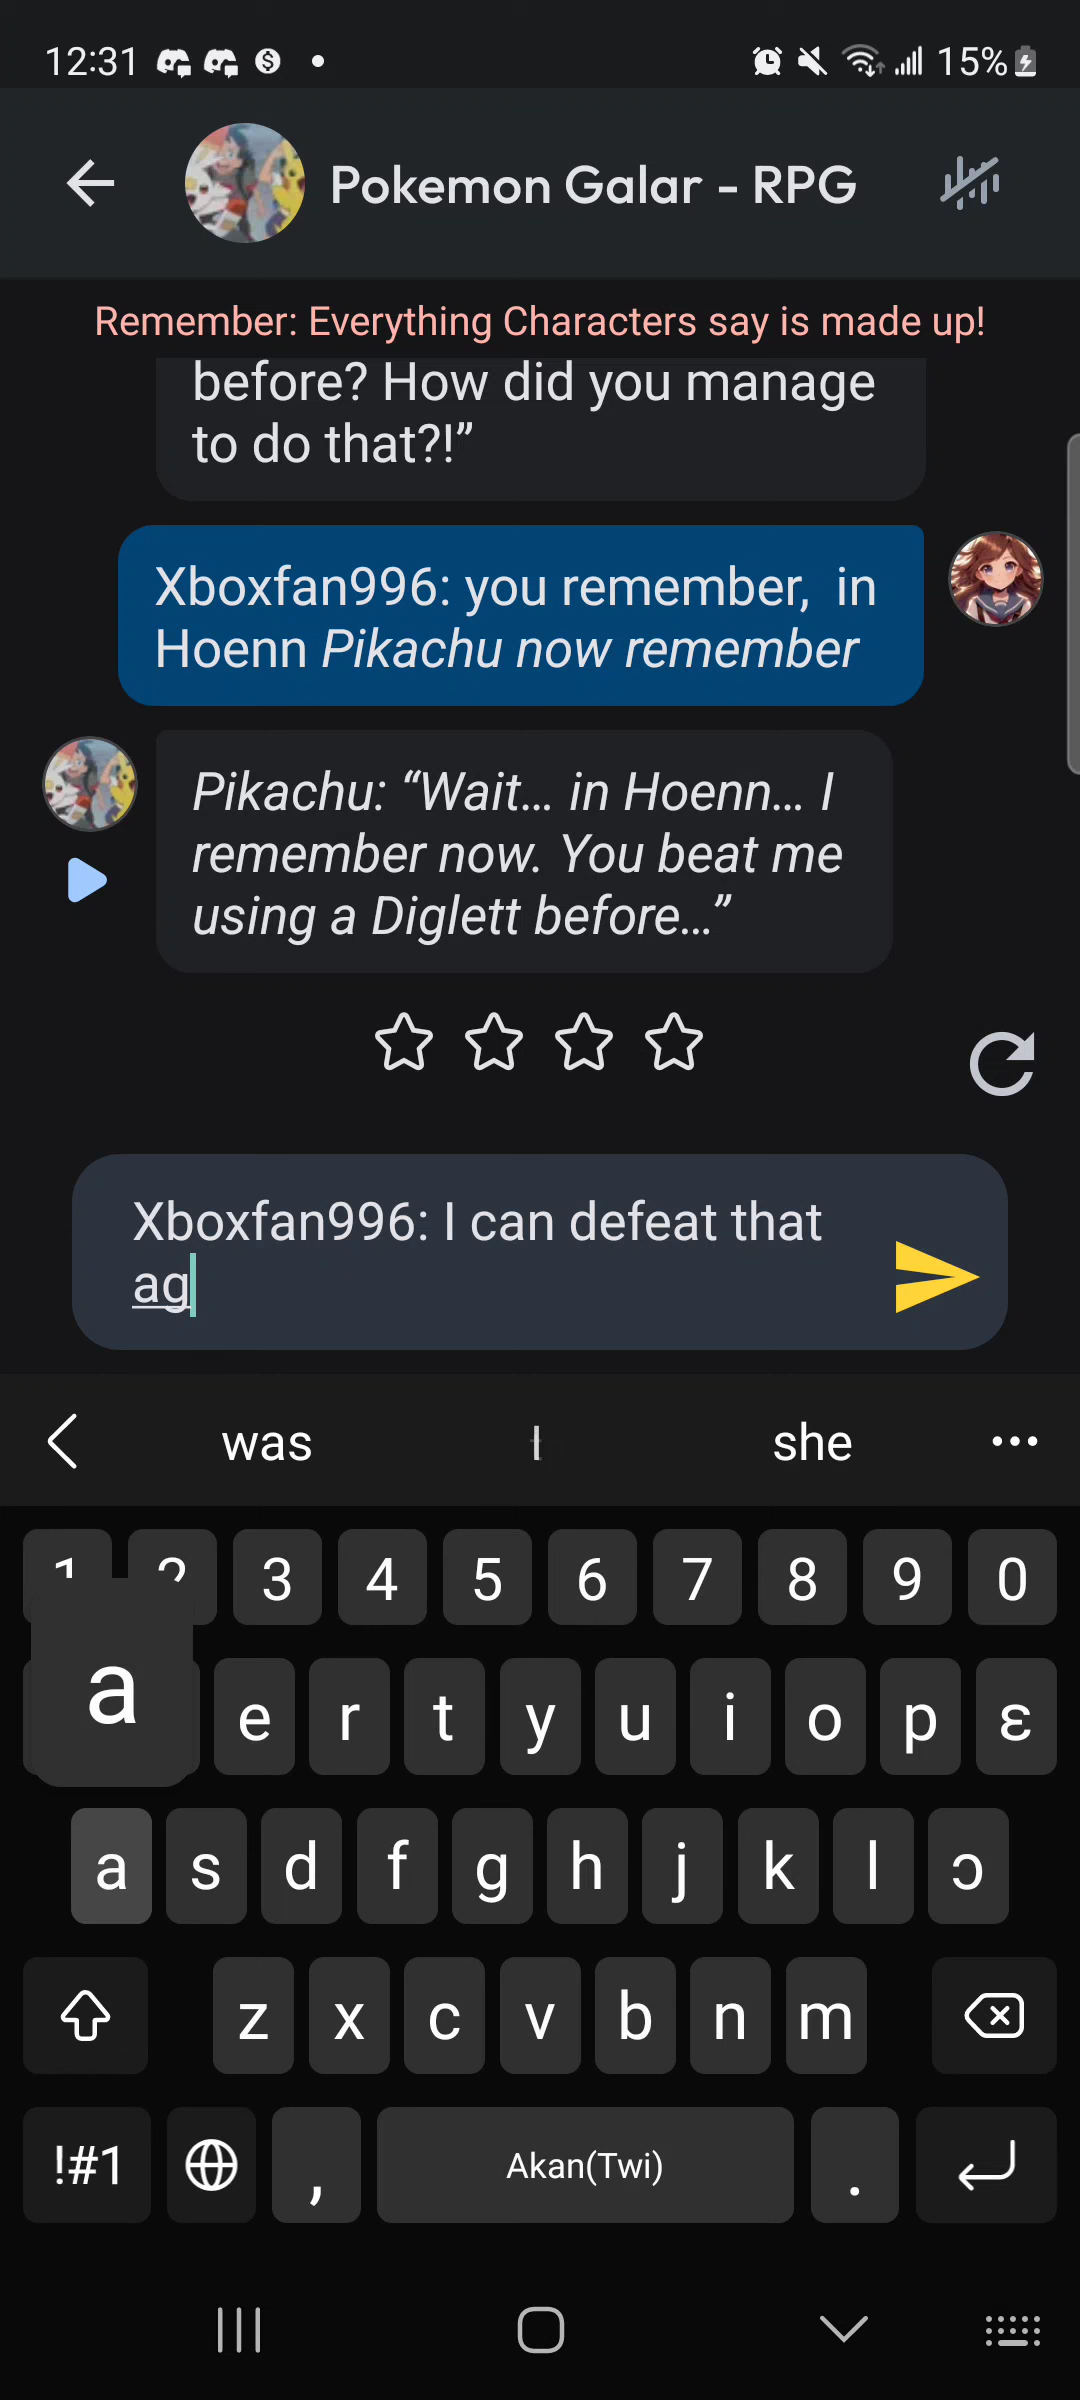 12:31
15%
Pokemon Galar - RPG
Remember: Everything Characters say is made up!
before? How did you manage
to do that?!”
Xboxfan996: you remember,  in
Hoenn Pikachu now remember
Pikachu: “Wait... in Hoenn... I
remember now. You beat me
using a Diglett before...”
Xboxfan996: I can defeat that
ag
was
she
1 2 3 4 5 6 7 8 9 0
a
e r t y u i o p ɛ
a s d f g h j k l ɔ
z x c v b n m
!#1 , Akan(Twi) .